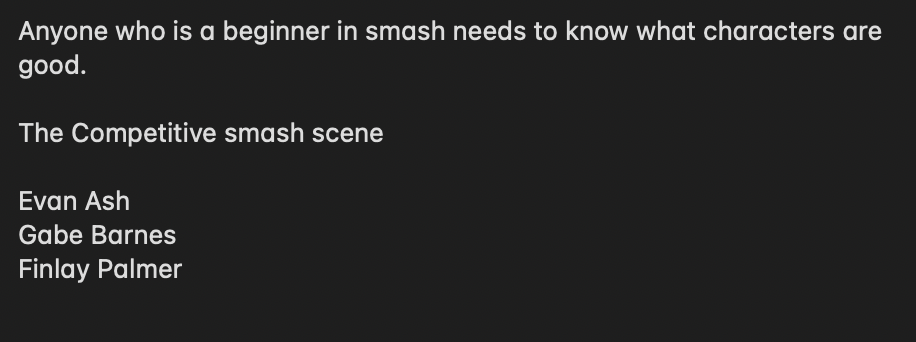 Anyone who is a beginner in smash needs to know what characters are
good.
The Competitive smash scene
Evan Ash
Gabe Barnes
Finlay Palmer